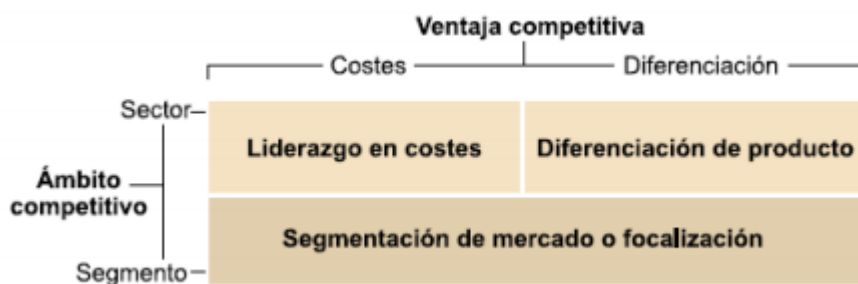 Ventaja competitiva
Costes
Diferenciación
Sector
Liderazgo en costes
Diferenciación de producto
Ámbito
competitivo
Segmentación de mercado o focalización
Segmento